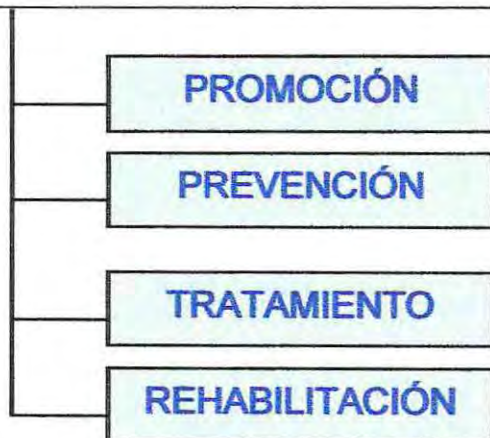 PROMOCIÓN
PREVENCIÓN
TRATAMIENTO
REHABILITACIÓN